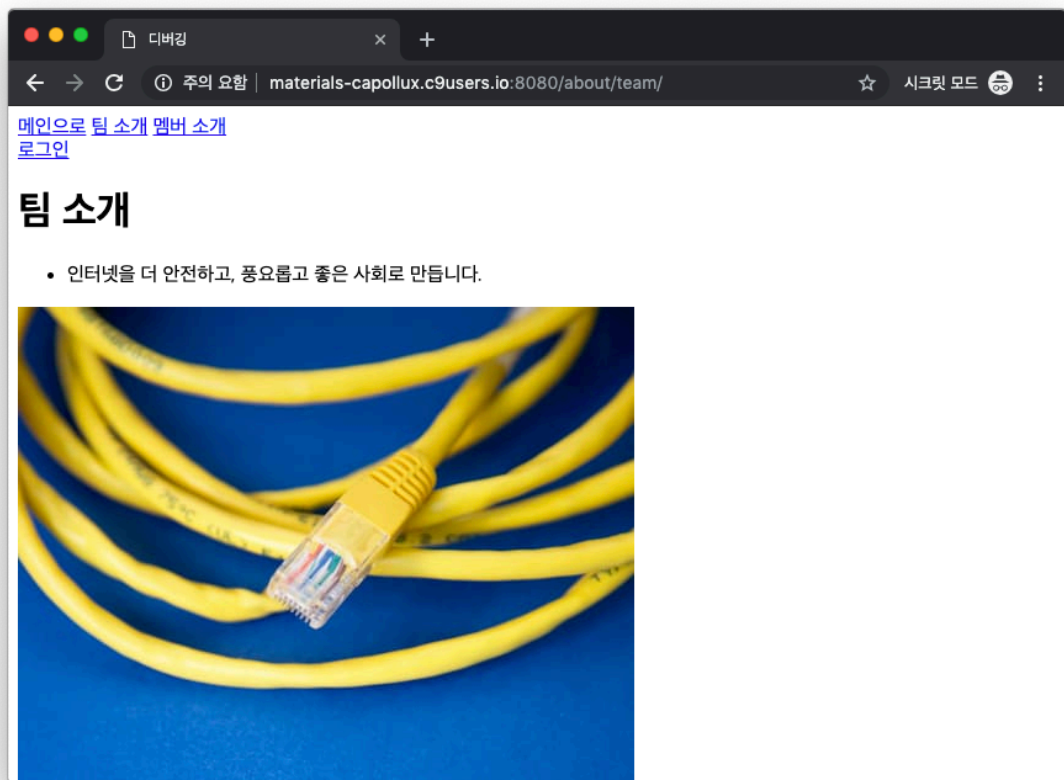 디버깅
주의 요함 materials-capollux.c9users.io:8080/about/team/ 시크릿 모드
메인으로 팀 소개 멤버 소개
로그인
팀 소개
• 인터넷을 더 안전하고, 풍요롭고 좋은 사회로 만듭니다.